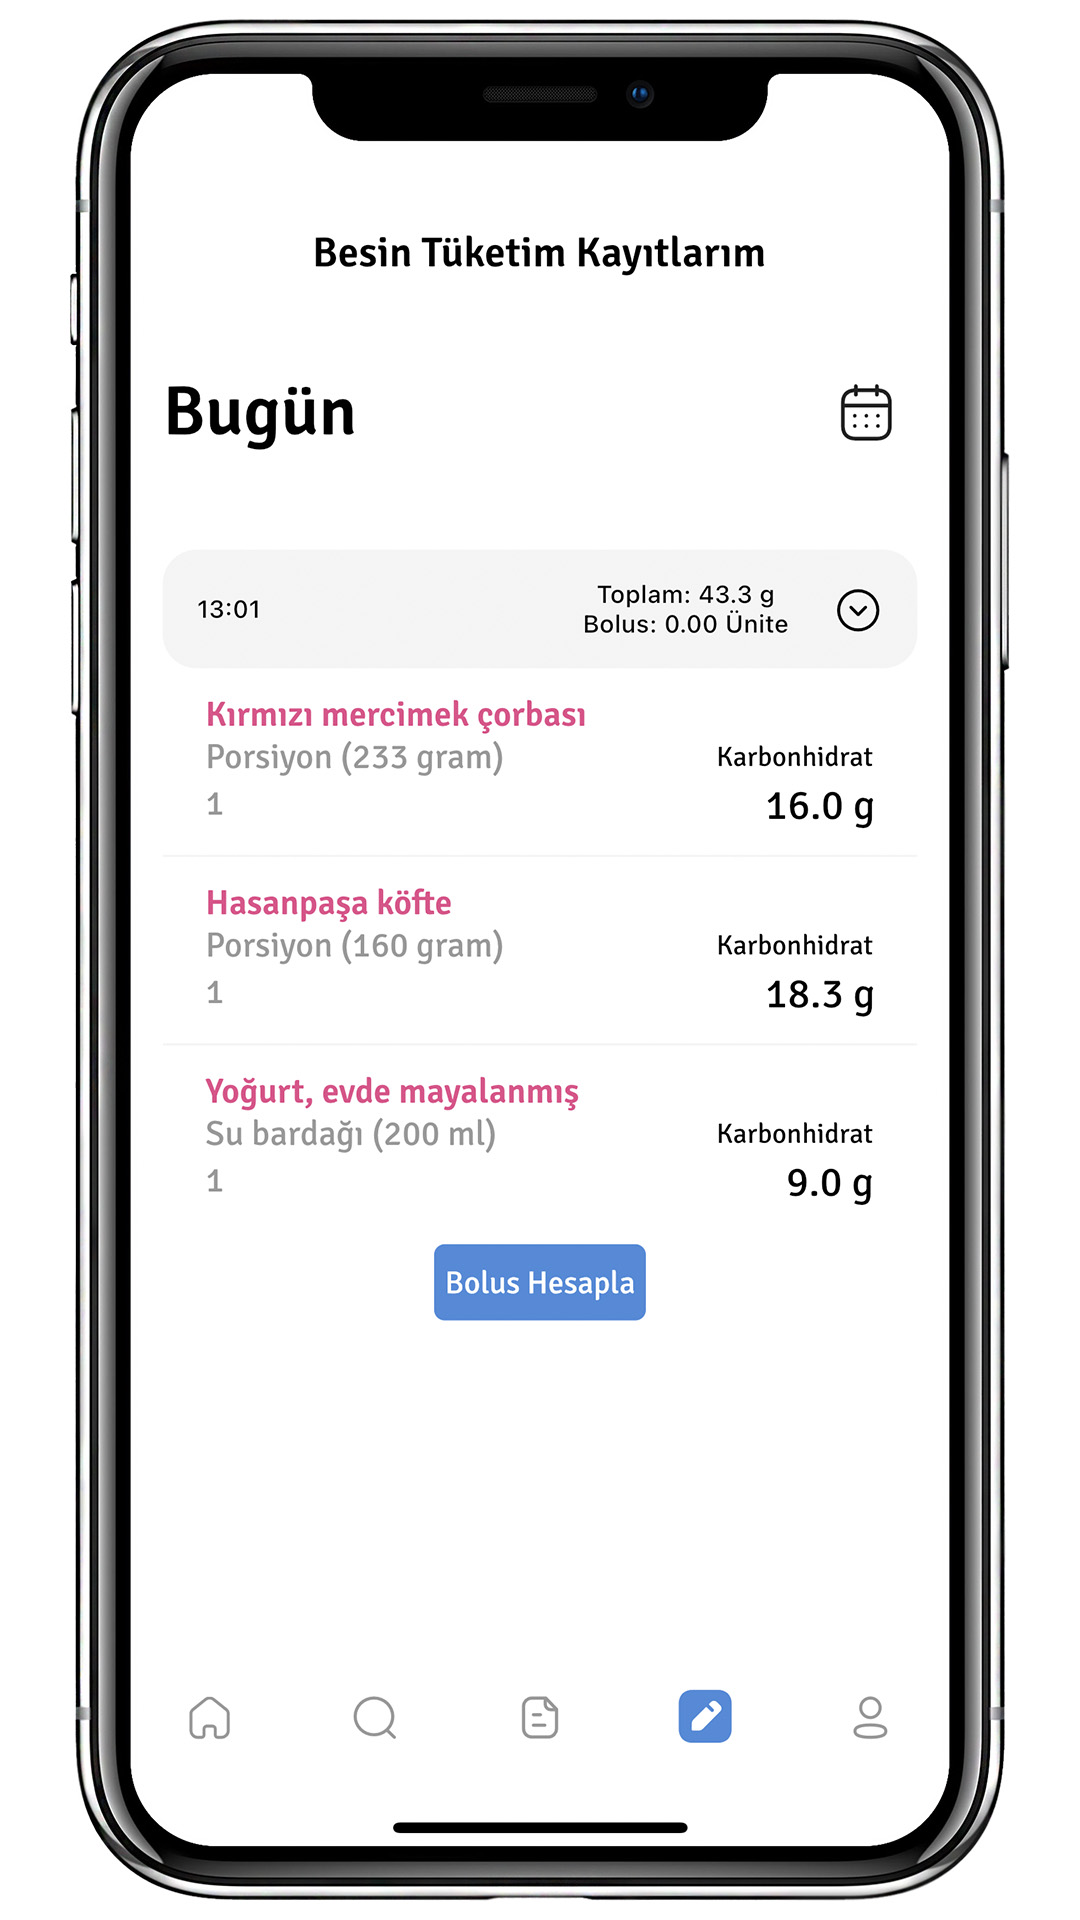 Besin Tüketim Kayıtlarım
Bugün
13:01
Toplam: 43.3 g
Bolus: 0.00 Ünite
Kırmızı mercimek çorbası
Porsiyon (233 gram)
Karbonhidrat
1
16.0 g
Hasanpaşa köfte
Porsiyon (160 gram)
Karbonhidrat
1
18.3 g
Yoğurt, evde mayalanmış
Su bardağı (200 ml)
Karbonhidrat
1
9.0 g
Bolus Hesapla